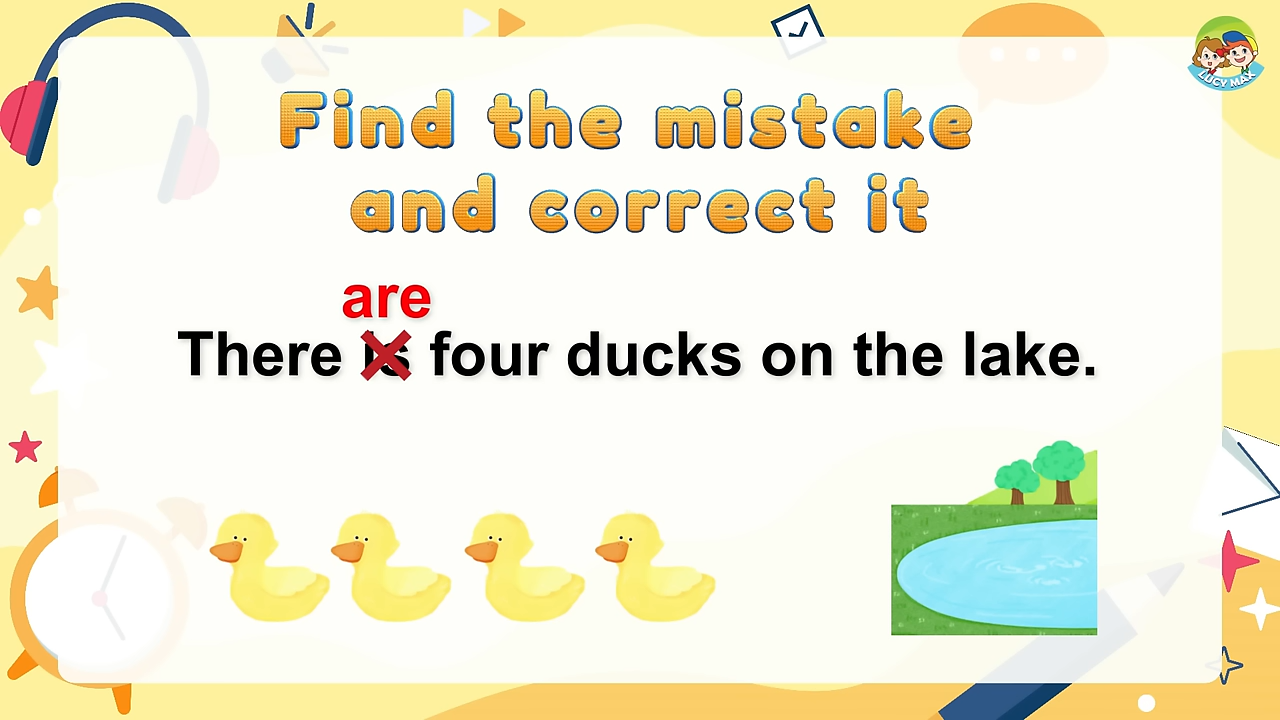 LUCY MAX
Find the mistake
and correct it
are
There is four ducks on the lake.